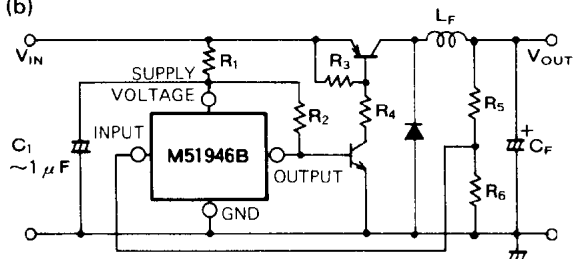 (b)
LF
VIN
VOUT
R1
R3
SUPPLY
VOLTAGE
R2
R4
R5
C1
~1 μF
INPUT
M51946B
OUTPUT
+
CF
R6
GND